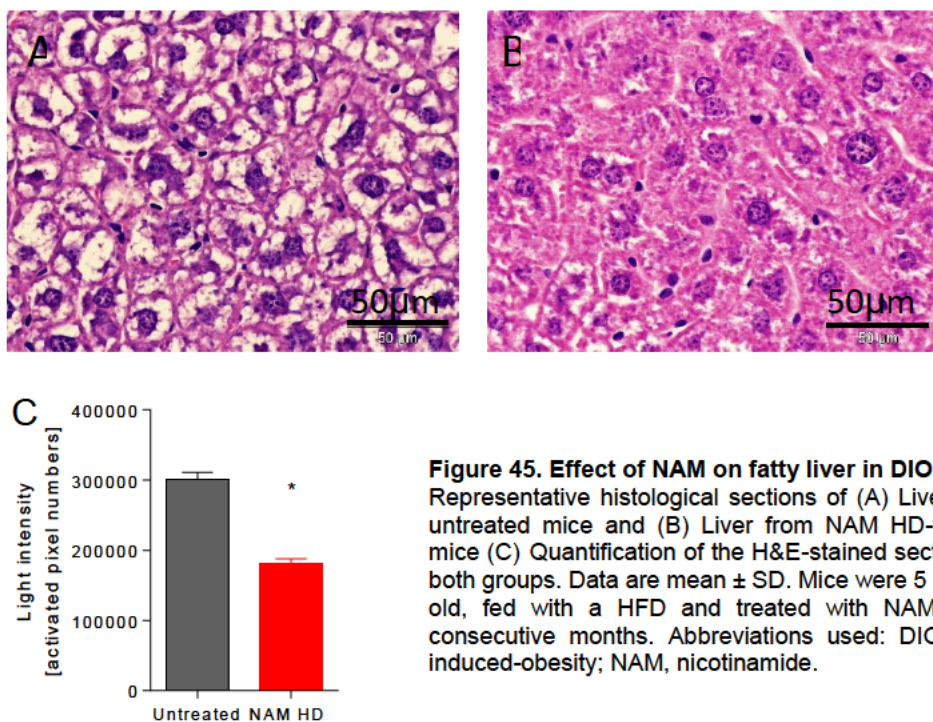 A
B
50µm
50 µm
50µm
50 µm
C
400000
300000
200000
100000
0
Light intensity
[activated pixel numbers]
*
Untreated NAM HD
Figure 45. Effect of NAM on fatty liver in DIO
Representative histological sections of (A) Live
untreated mice and (B) Liver from NAM HD-
mice (C) Quantification of the H&E-stained sect
both groups. Data are mean ± SD. Mice were 5
old, fed with a HFD and treated with NAM
consecutive months. Abbreviations used: DIO
induced-obesity; NAM, nicotinamide.